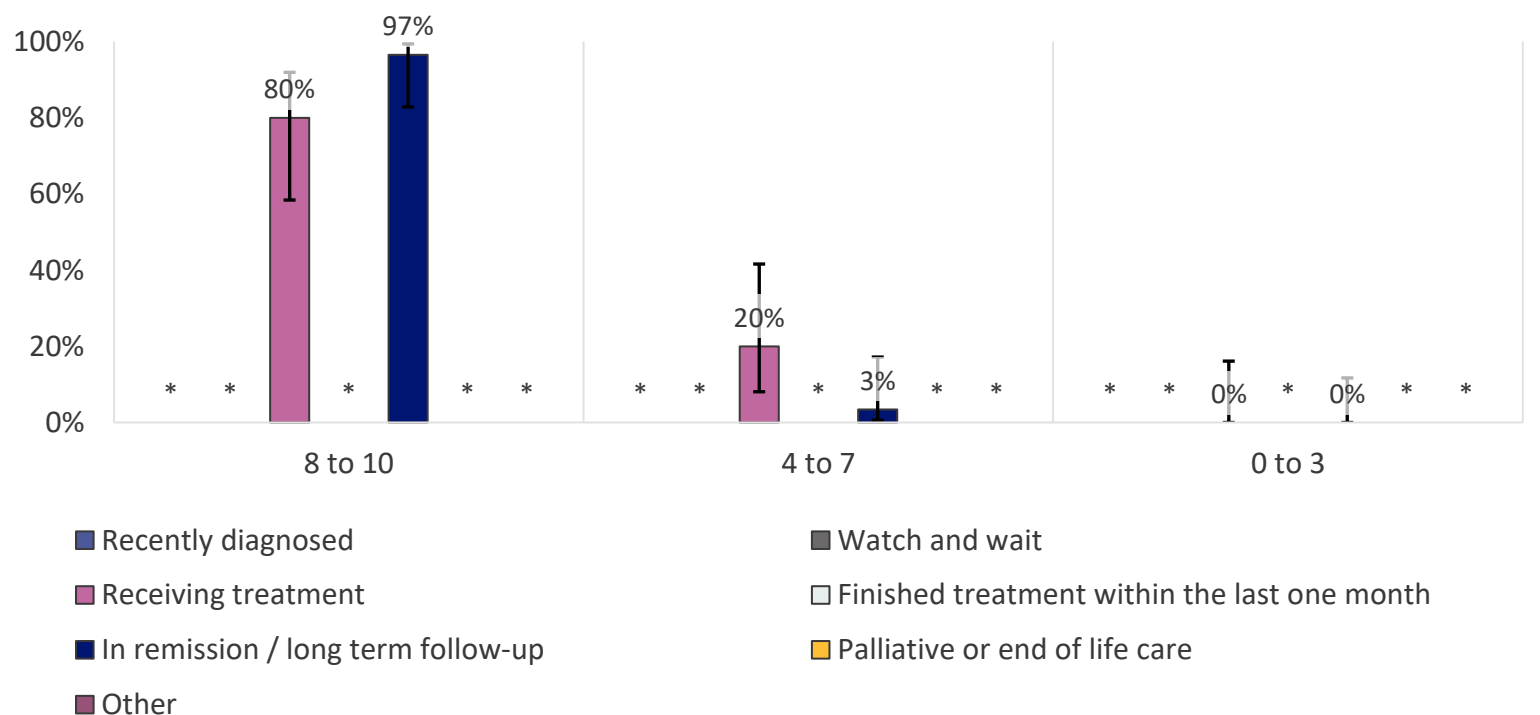 97%
100%
80%
80%
60%
40%
20%
20%
* * * * * * * * 3% * * * * 0% * 0% * *
0%
8 to 10 4 to 7 0 to 3
Recently diagnosed Watch and wait
Receiving treatment Finished treatment within the last one month
In remission / long term follow-up Palliative or end of life care
Other